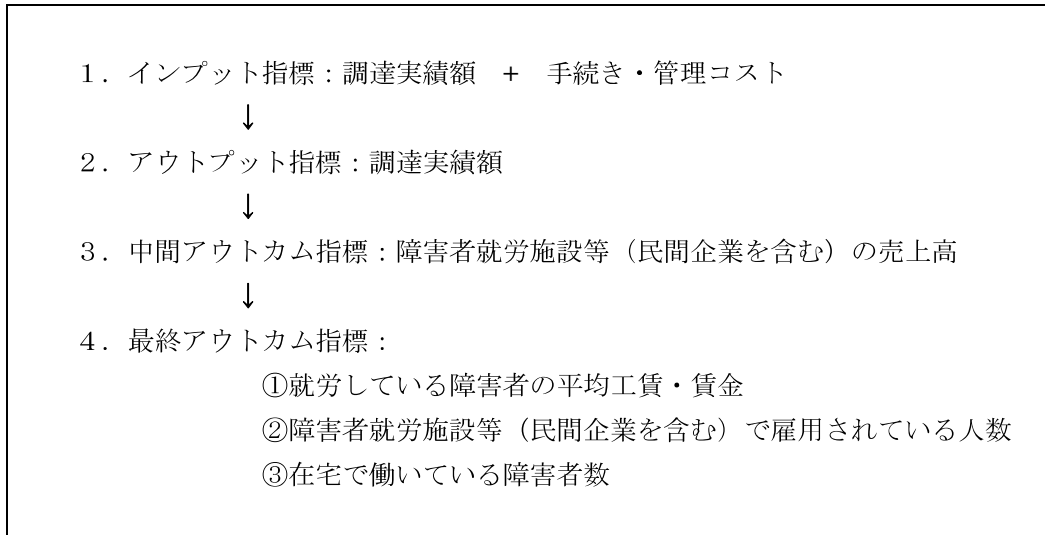 １．インプット指標：調達実績額　+　手続き・管理コスト
↓
２．アウトプット指標：調達実績額
↓
３．中間アウトカム指標：障害者就労施設等（民間企業を含む）の売上高
↓
４．最終アウトカム指標：
①就労している障害者の平均工賃・賃金
②障害者就労施設等（民間企業を含む）で雇用されている人数
③在宅で働いている障害者数